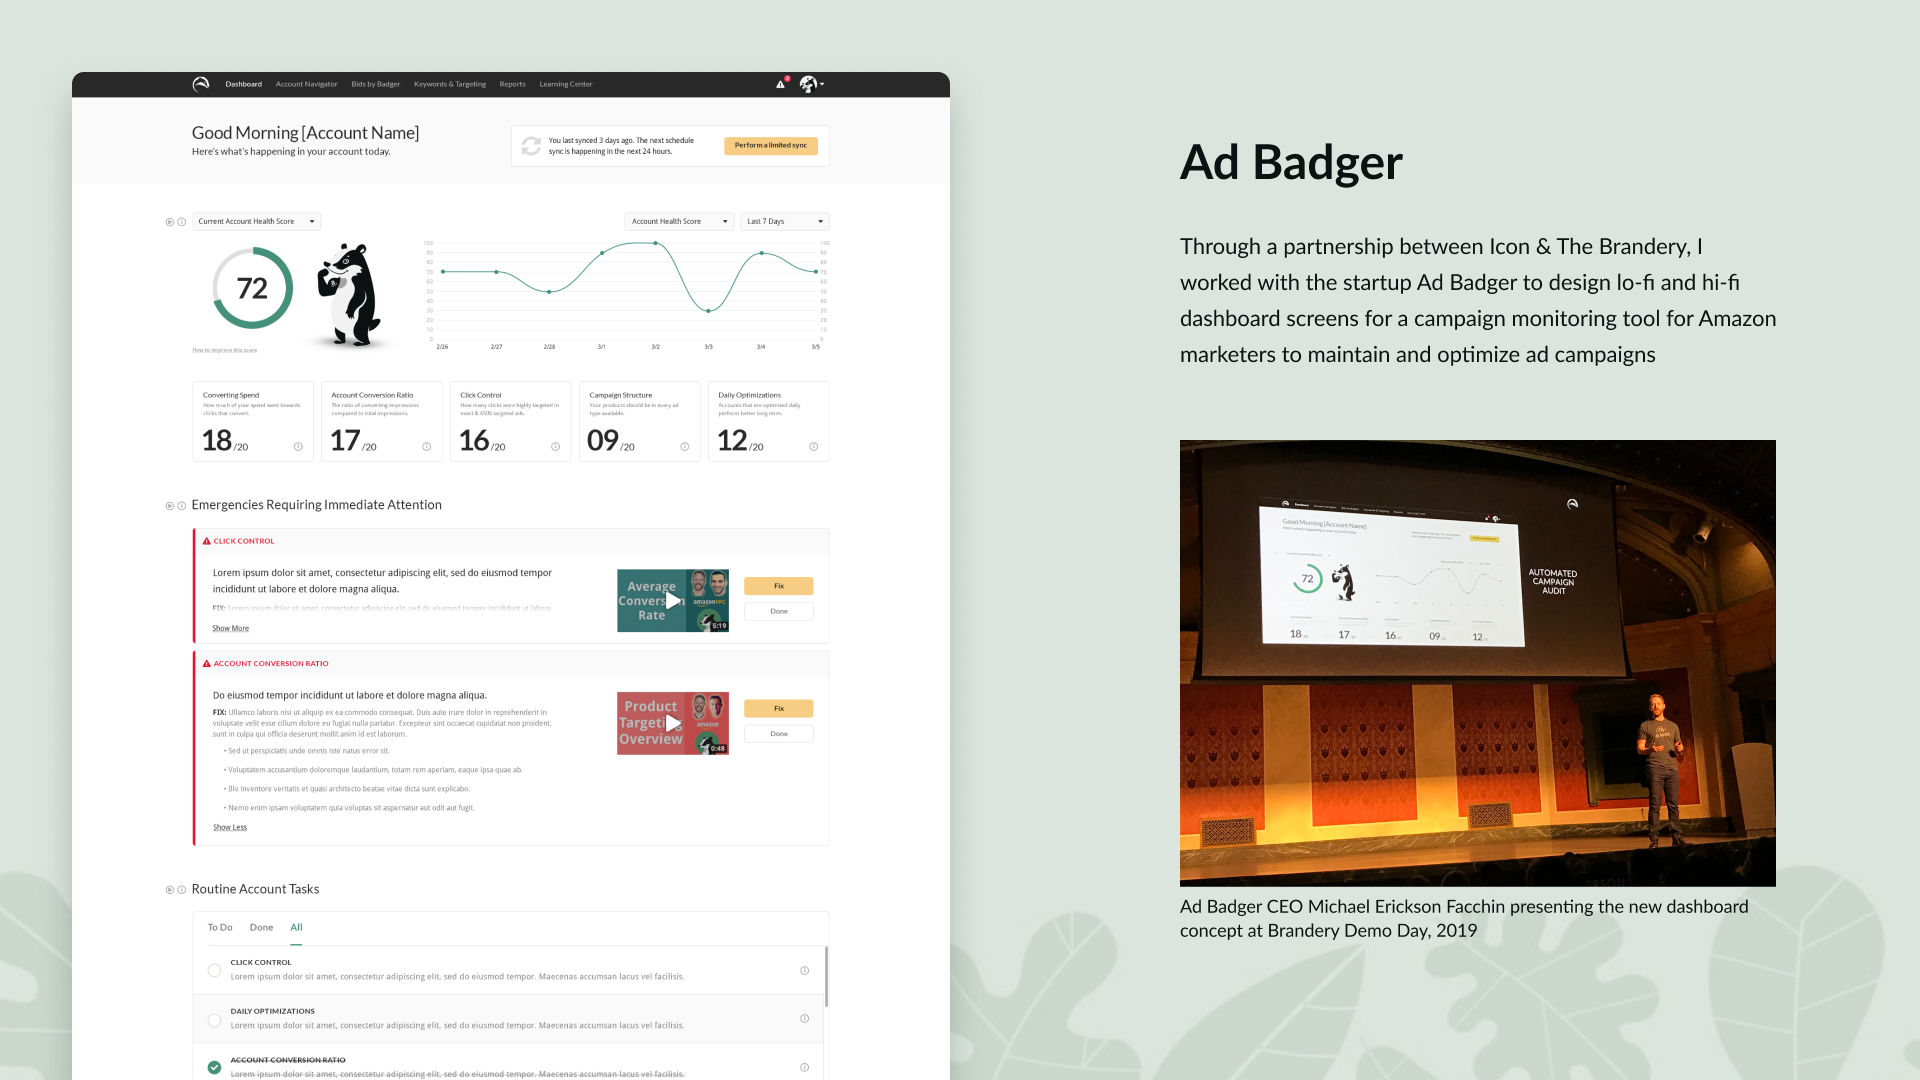 Dashboard Account Navigator Bids by Badger Keywords & Targeting Reports Learning Center
Good Morning [Account Name]
Here's what's happening in your account today.
You last synced 3 days ago. The next schedule
sync is happening in the next 24 hours.
Perform a limited sync
Current Account Health Score
Account Health Score
Last 7 Days
72
How to improve this score
100 100
90 90
80 80
70 70
60 60
50 50
40 40
30 30
20 20
10 10
0 0
2/26 2/27 2/28 3/1 3/2 3/3 3/4 3/5
Converting Spend
How much of your spend went towards
clicks that convert.
18/20
Account Conversion Ratio
The ratio of converting impressions
compared to total impressions.
17/20
Click Control
How many clicks were highly targeted in
exact & ASIN targeted ads.
16/20
Campaign Structure
Your products should be in every ad
type available.
09/20
Daily Optimizations
Accounts that are optimized daily
perform better long term.
12/20
Emergencies Requiring Immediate Attention
CLICK CONTROL
Lorem ipsum dolor sit amet, consectetur adipiscing elit, sed do eiusmod tempor
incididunt ut labore et dolore magna aliqua.
FIX: Lorem ipsum dolor sit amet, consectetur adipiscing elit, sed do eiusmod tempor incididunt ut labore
Show More
Average
Conversion
Rate
amazon PPC
5:19
Fix
Done
ACCOUNT CONVERSION RATIO
Do eiusmod tempor incididunt ut labore et dolore magna aliqua.
FIX: Ullamco laboris nisi ut aliquip ex ea commodo consequat. Duis aute irure dolor in reprehenderit in
voluptate velit esse cillum dolore eu fugiat nulla pariatur. Excepteur sint occaecat cupidatat non proident,
sunt in culpa qui officia deserunt mollit anim id est laborum.
• Sed ut perspiciatis unde omnis iste natus error sit.
• Voluptatem accusantium doloremque laudantium, totam rem aperiam, eaque ipsa quae ab.
• Illo inventore veritatis et quasi architecto beatae vitae dicta sunt explicabo.
• Nemo enim ipsam voluptatem quia voluptas sit aspernatur aut odit aut fugit.
Show Less
Product
Targeting
Overview
amazon
0:48
Fix
Done
Routine Account Tasks
To Do Done All
CLICK CONTROL
Lorem ipsum dolor sit amet, consectetur adipiscing elit, sed do eiusmod tempor. Maecenas accumsan lacus vel facilisis.
DAILY OPTIMIZATIONS
Lorem ipsum dolor sit amet, consectetur adipiscing elit, sed do eiusmod tempor. Maecenas accumsan lacus vel facilisis.
ACCOUNT CONVERSION RATIO
Lorem ipsum dolor sit amet, consectetur adipiscing elit, sed do eiusmod tempor. Maecenas accumsan lacus vel facilisis.
Ad Badger
Through a partnership between Icon & The Brandery, I
worked with the startup Ad Badger to design lo-fi and hi-fi
dashboard screens for a campaign monitoring tool for Amazon
marketers to maintain and optimize ad campaigns
Good Morning [Account Name]
72
18 17 16 09 12
AUTOMATED
CAMPAIGN
AUDIT
Ad Badger CEO Michael Erickson Facchin presenting the new dashboard
concept at Brandery Demo Day, 2019